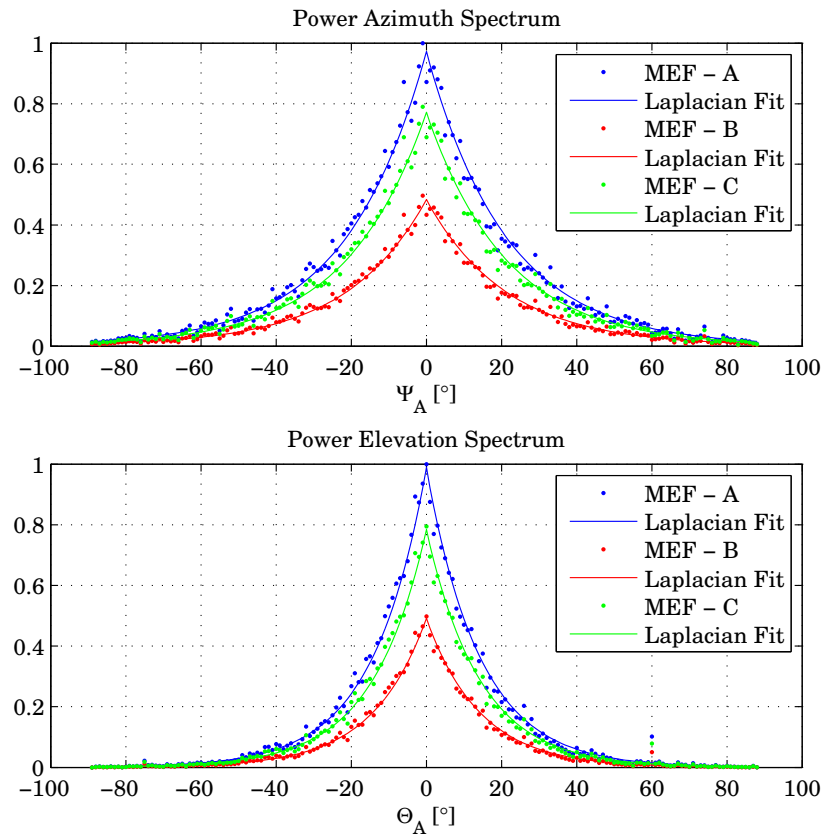 Power Azimuth Spectrum
1
0.8
0.6
0.4
0.2
0
−100 −80 −60 −40 −20 0 20 40 60 80 100
Ψ_A [°]
MEF − A
Laplacian Fit
MEF − B
Laplacian Fit
MEF − C
Laplacian Fit
Power Elevation Spectrum
1
0.8
0.6
0.4
0.2
0
−100 −80 −60 −40 −20 0 20 40 60 80 100
Θ_A [°]
MEF − A
Laplacian Fit
MEF − B
Laplacian Fit
MEF − C
Laplacian Fit